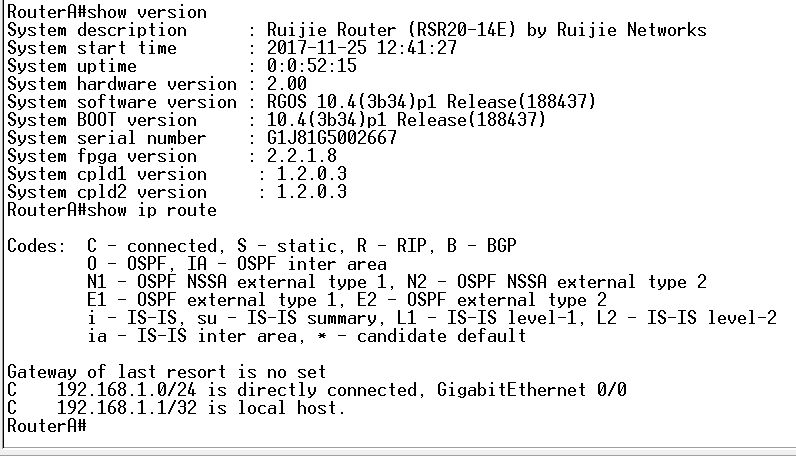 RouterA#show version
System description      : Ruijie Router (RSR20-14E) by Ruijie Networks
System start time       : 2017-11-25 12:41:27
System uptime           : 0:0:52:15
System hardware version : 2.00
System software version : RGOS 10.4(3b34)p1 Release(188437)
System BOOT version     : 10.4(3b34)p1 Release(188437)
System serial number    : G1J81G5002667
System fpga version     : 2.2.1.8
System cpld1 version     : 1.2.0.3
System cpld2 version     : 1.2.0.3
RouterA#show ip route
Codes:  C - connected, S - static, R - RIP, B - BGP
        O - OSPF, IA - OSPF inter area
        N1 - OSPF NSSA external type 1, N2 - OSPF NSSA external type 2
        E1 - OSPF external type 1, E2 - OSPF external type 2
        i - IS-IS, su - IS-IS summary, L1 - IS-IS level-1, L2 - IS-IS level-2
        ia - IS-IS inter area, * - candidate default
Gateway of last resort is no set
C    192.168.1.0/24 is directly connected, GigabitEthernet 0/0
C    192.168.1.1/32 is local host.
RouterA#